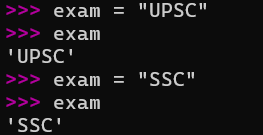 >>> exam = "UPSC"
>>> exam
'UPSC'
>>> exam = "SSC"
>>> exam
'SSC'